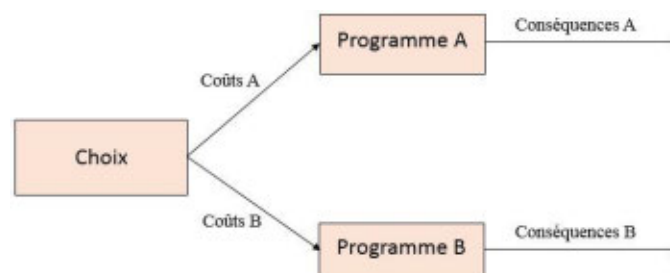 Programme A
Conséquences A
Coûts A
Choix
Coûts B
Programme B
Conséquences B